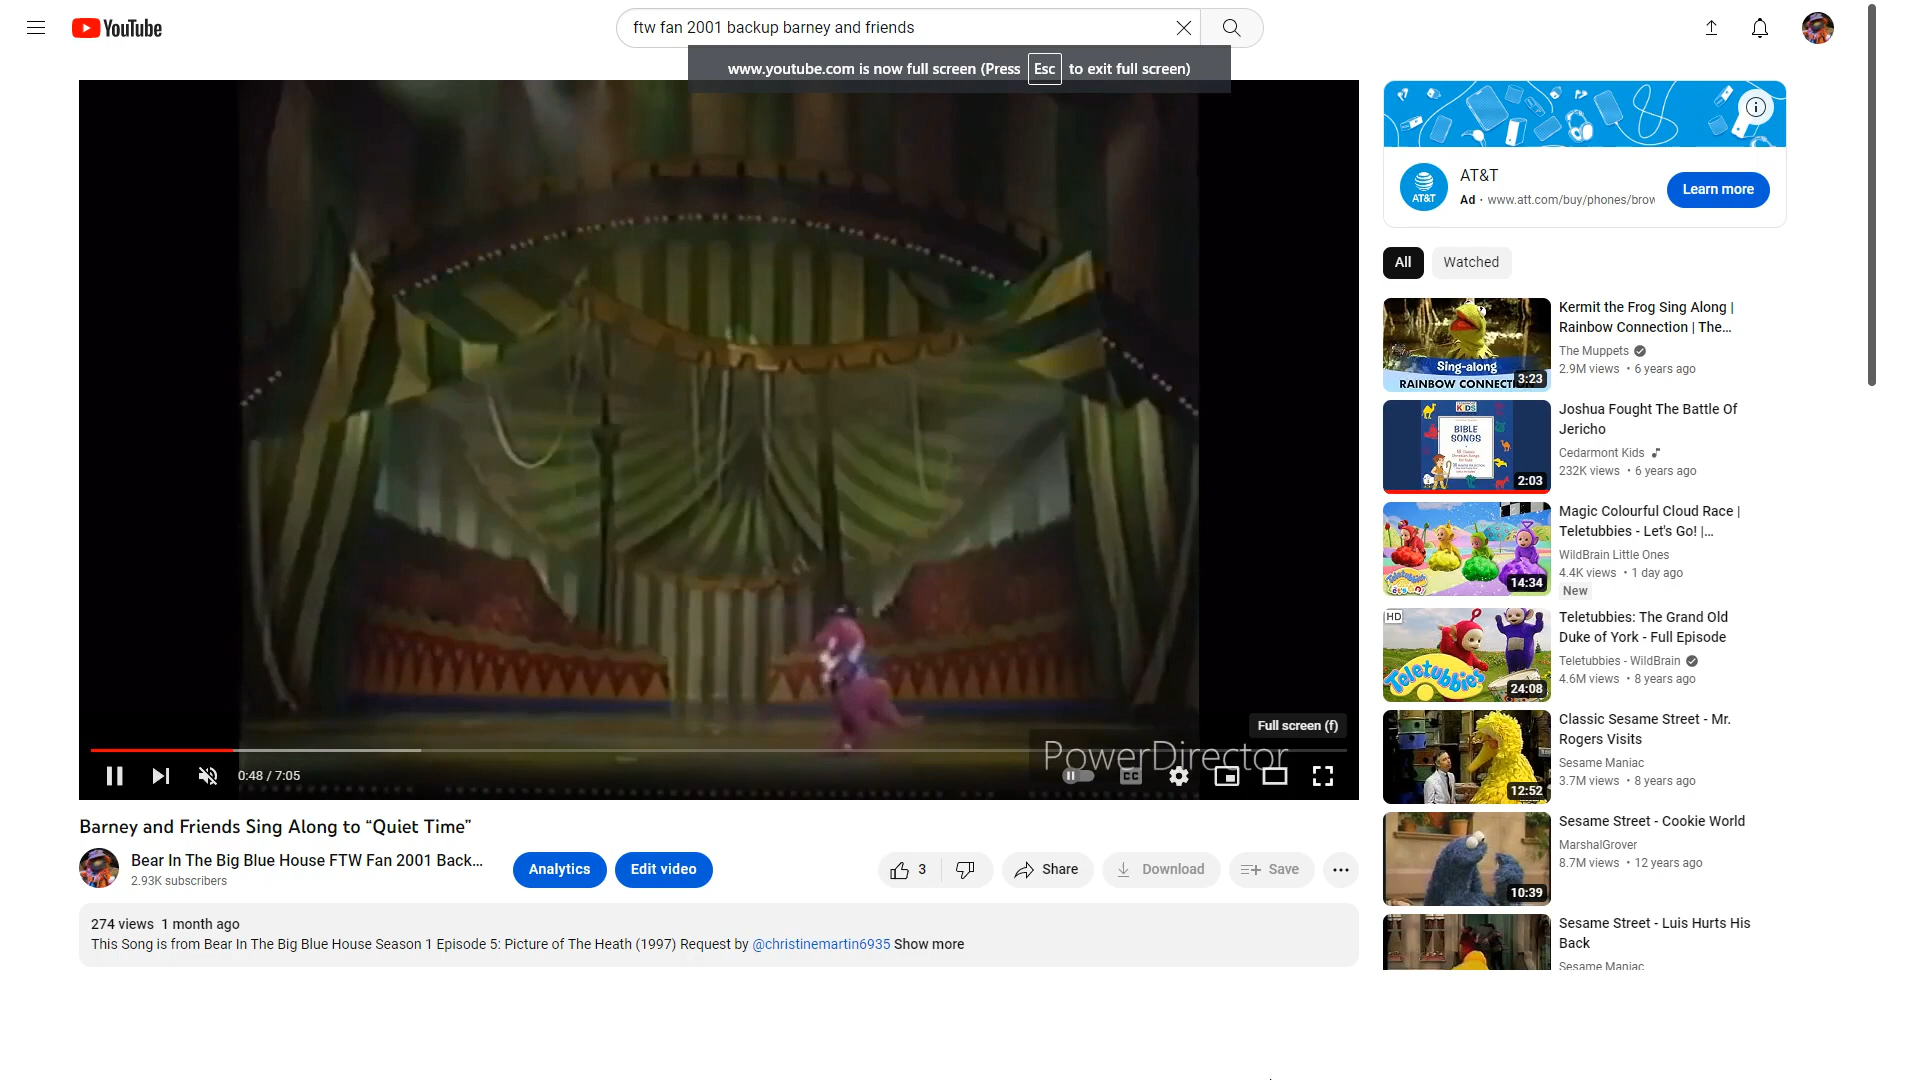 YouTube
ftw fan 2001 backup barney and friends
www.youtube.com is now full screen (Press Esc to exit full screen)
Full screen (f)
PowerDirector
0:48 / 7:05
CC
Barney and Friends Sing Along to “Quiet Time”
Bear In The Big Blue House FTW Fan 2001 Back...
2.93K subscribers
Analytics
Edit video
3
Share
Download
Save
274 views 1 month ago
This Song is from Bear In The Big Blue House Season 1 Episode 5: Picture of The Heath (1997) Request by @christinemartin6935 Show more
AT&T
AT&T
Ad · www.att.com/buy/phones/brow
Learn more
All
Watched
Sing-along
RAINBOW CONNECT
3:23
Kermit the Frog Sing Along |
Rainbow Connection | The...
The Muppets
2.9M views • 6 years ago
KIDS
BIBLE
SONGS
2:03
Joshua Fought The Battle Of
Jericho
Cedarmont Kids
232K views • 6 years ago
Teletubbies
Let's Go!
14:34
Magic Colourful Cloud Race |
Teletubbies - Let's Go! |...
WildBrain Little Ones
4.4K views • 1 day ago
New
HD
Teletubbies
24:08
Teletubbies: The Grand Old
Duke of York - Full Episode
Teletubbies - WildBrain
4.6M views • 8 years ago
12:52
Classic Sesame Street - Mr.
Rogers Visits
Sesame Maniac
3.7M views • 8 years ago
10:39
Sesame Street - Cookie World
MarshalGrover
8.7M views • 12 years ago
Sesame Street - Luis Hurts His
Back
Sesame Maniac